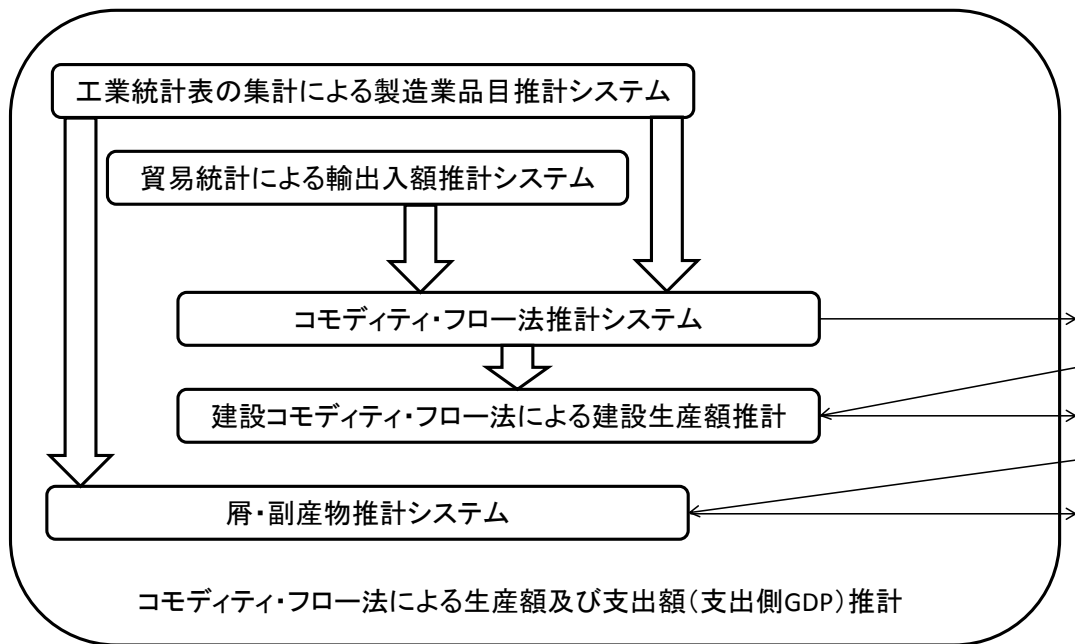 工業統計表の集計による製造業品目推計システム
貿易統計による輸出入額推計システム
コモディティ・フロー法推計システム
建設コモディティ・フロー法による建設生産額推計
屑・副産物推計システム
コモディティ・フロー法による生産額及び支出額（支出側GDP）推計